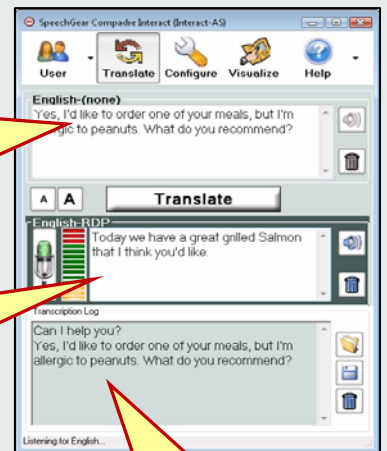 SpeechGear Compadre Interact (Interact-AS)
User Translate Configure Visualize Help
English-(none)
Yes, I'd like to order one of your meals, but I'm
allergic to peanuts. What do you recommend?
A A Translate
English-RDP
Today we have a great grilled Salmon
that I think you'd like.
Transcription Log
Can I help you?
Yes, I'd like to order one of your meals, but I'm
allergic to peanuts. What do you recommend?
Listening for English...